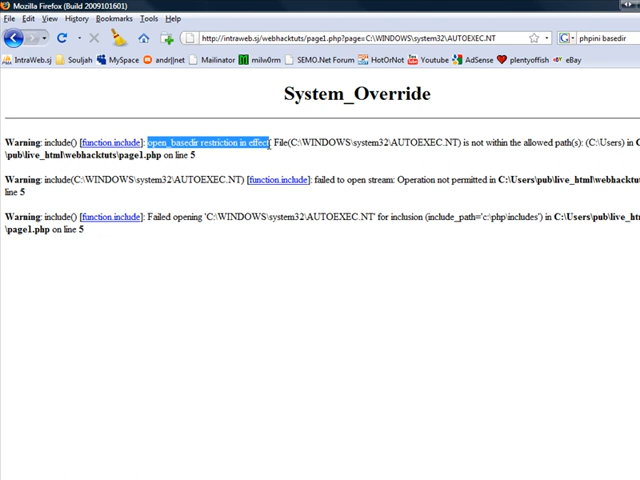 Mozilla Firefox (Build 2009101601)
File Edit View History Bookmarks Tools Help
http://intraweb.sj/webhacktuts/page1.php?page=C:\WINDOWS\system32\AUTOEXEC.NT phpini basedir
IntraWeb.sj Souljah MySpace andr|net Mailinator milw0rm SEMO.Net Forum HotOrNot Youtube AdSense plentyoffish eBay
System_Override
Warning: include() [function.include]: open_basedir restriction in effect. File(C:\WINDOWS\system32\AUTOEXEC.NT) is not within the allowed path(s): (C:\Users) in C
\pub\live_html\webhacktuts\page1.php on line 5
Warning: include(C:\WINDOWS\system32\AUTOEXEC.NT) [function.include]: failed to open stream: Operation not permitted in C:\Users\pub\live_html\webhacktut
line 5
Warning: include() [function.include]: Failed opening 'C:\WINDOWS\system32\AUTOEXEC.NT' for inclusion (include_path='c:\php\includes') in C:\Users\pub\live_ht
\page1.php on line 5